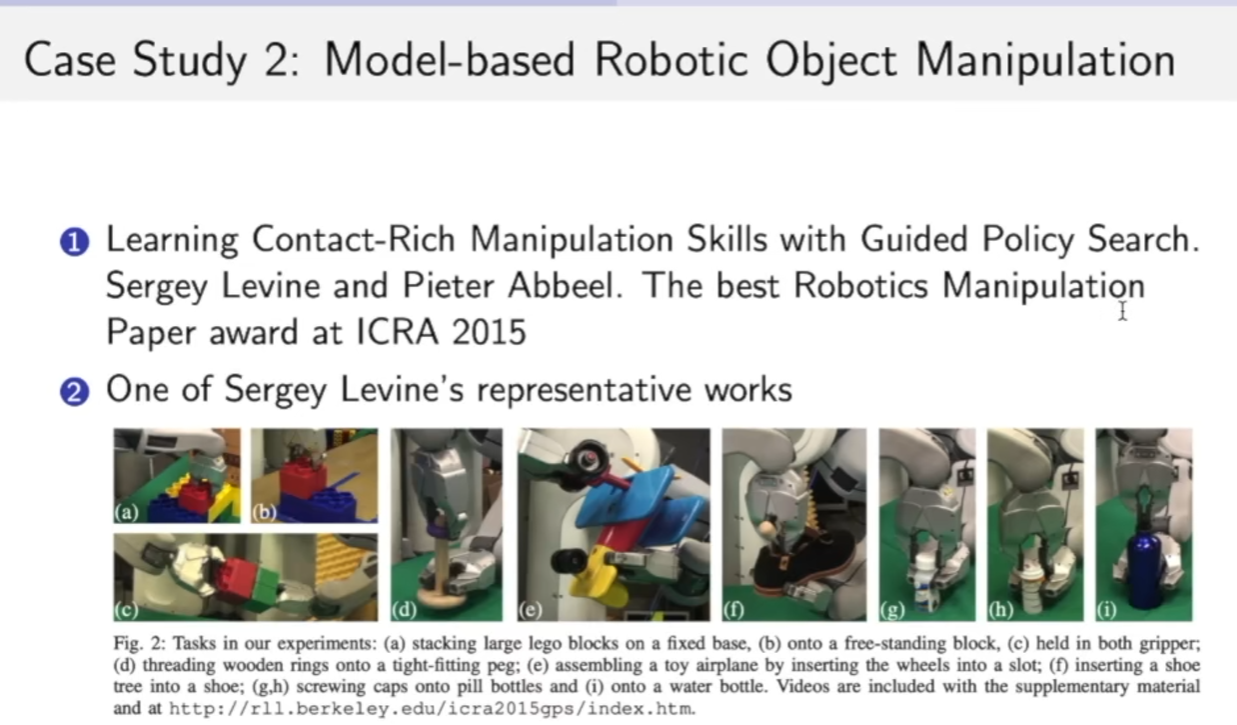 Case Study 2: Model-based Robotic Object Manipulation
1 Learning Contact-Rich Manipulation Skills with Guided Policy Search.
Sergey Levine and Pieter Abbeel. The best Robotics Manipulation
Paper award at ICRA 2015
2 One of Sergey Levine's representative works
(a) (b)
(c) (d) (e) (f) (g) (h) (i)
Fig. 2: Tasks in our experiments: (a) stacking large lego blocks on a fixed base, (b) onto a free-standing block, (c) held in both gripper;
(d) threading wooden rings onto a tight-fitting peg; (e) assembling a toy airplane by inserting the wheels into a slot; (f) inserting a shoe
tree into a shoe; (g,h) screwing caps onto pill bottles and (i) onto a water bottle. Videos are included with the supplementary material
and at http://rll.berkeley.edu/icra2015gps/index.htm.